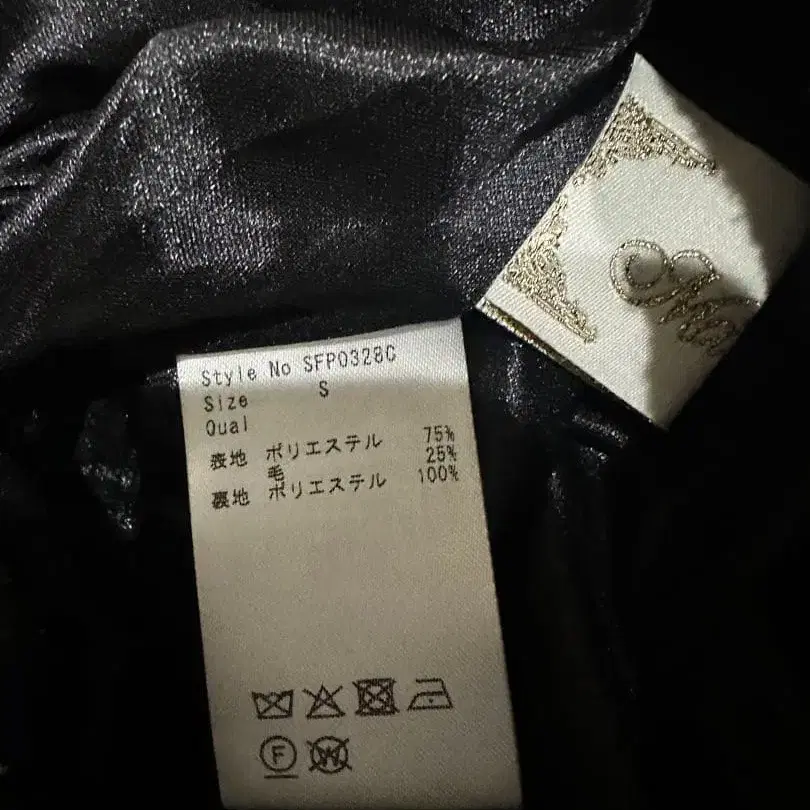 Style No SFP0328C
Size S
Qual
表地 ポリエステル 75%
毛 25%
裏地 ポリエステル 100%
F
W